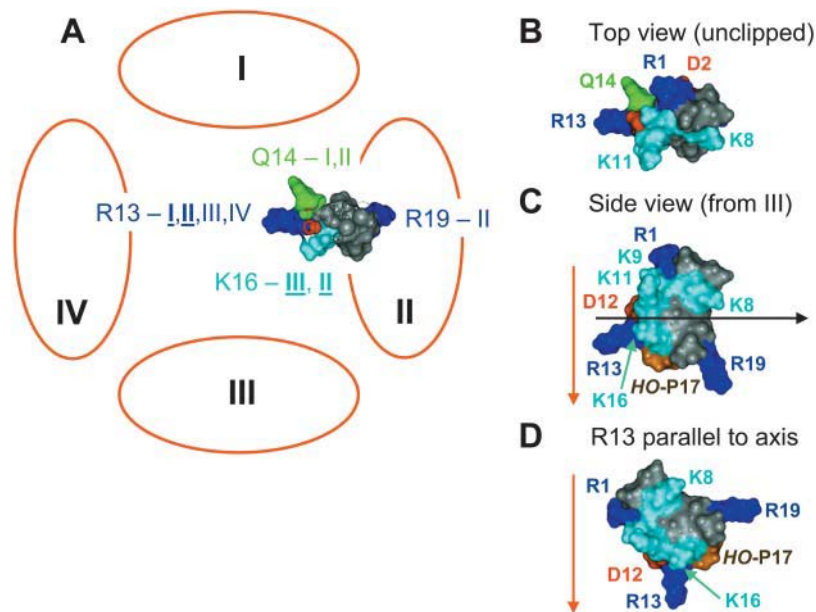 A
I
Q14 – I,II
R13 – I,II,III,IV
R19 – II
K16 – III, II
IV
II
III
B
Top view (unclipped)
R1
D2
Q14
R13
K11
K8
C
Side view (from III)
R1
K9
K11
D12
K8
R13
R19
HO-P17
K16
D
R13 parallel to axis
K8
R1
R19
HO-P17
D12
K16
R13